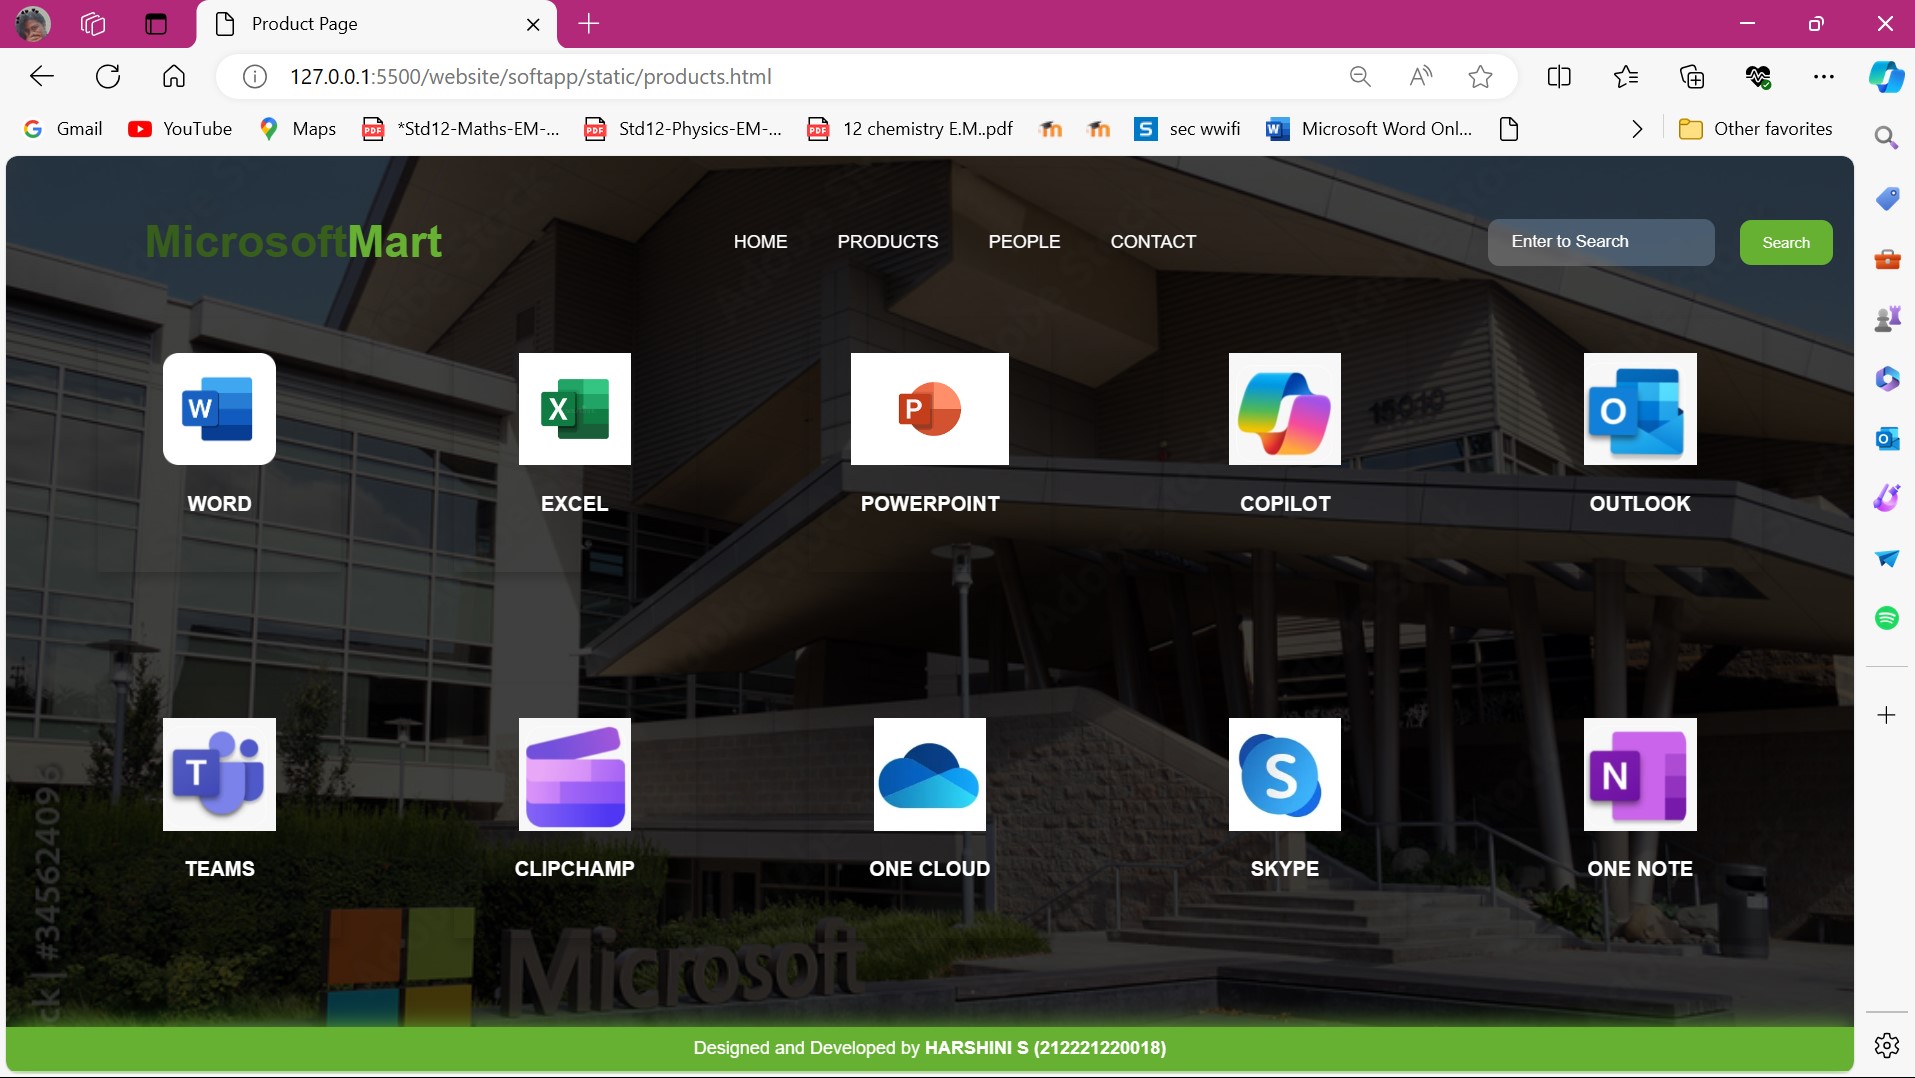 Product Page
127.0.0.1:5500/website/softapp/static/products.html
Gmail YouTube Maps *Std12-Maths-EM-... Std12-Physics-EM-... 12 chemistry E.M..pdf sec wwifi Microsoft Word Onl... Other favorites
MicrosoftMart HOME PRODUCTS PEOPLE CONTACT Enter to Search Search
15010
WORD EXCEL POWERPOINT COPILOT OUTLOOK
TEAMS CLIPCHAMP ONE CLOUD SKYPE ONE NOTE
ck | #345624096
Microsoft
Designed and Developed by HARSHINI S (212221220018)